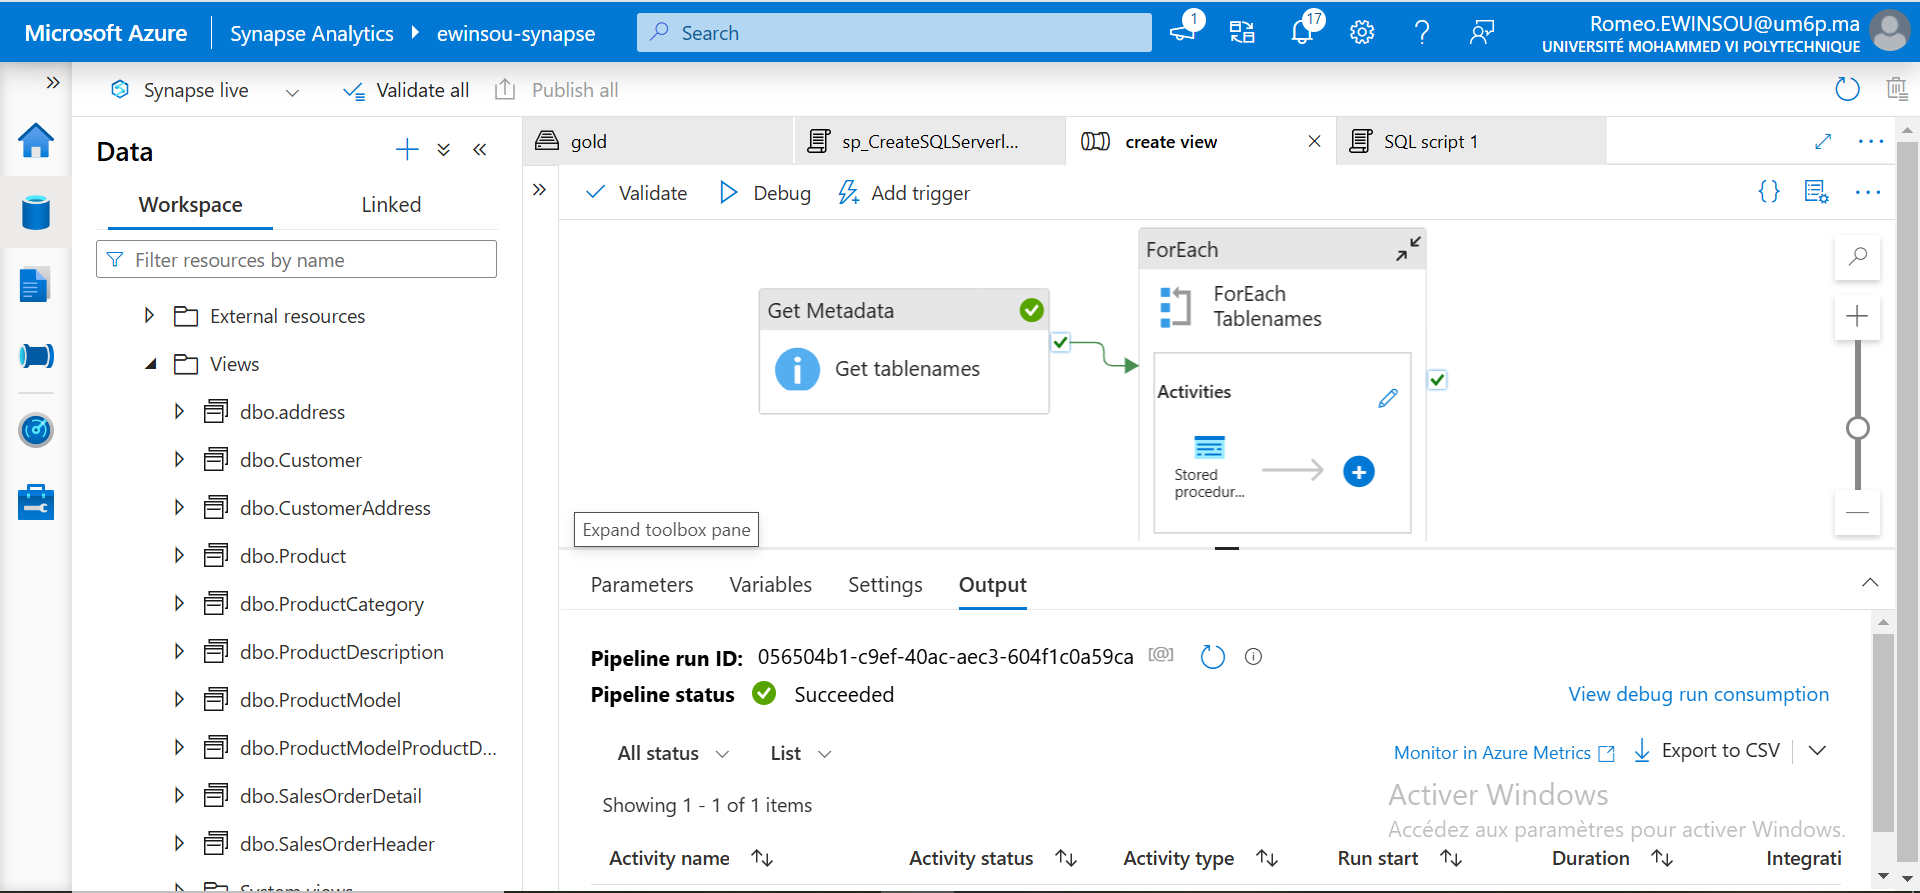 Microsoft Azure
Synapse Analytics
ewinsou-synapse
Search
1
17
Romeo.EWINSOU@um6p.ma
UNIVERSITÉ MOHAMMED VI POLYTECHNIQUE
Synapse live
Validate all
Publish all
Data
Workspace
Linked
Filter resources by name
External resources
Views
dbo.address
dbo.Customer
dbo.CustomerAddress
dbo.Product
dbo.ProductCategory
dbo.ProductDescription
dbo.ProductModel
dbo.ProductModelProductD...
dbo.SalesOrderDetail
dbo.SalesOrderHeader
System views
gold
sp_CreateSQLServerl...
create view
SQL script 1
Validate
Debug
Add trigger
Get Metadata
Get tablenames
ForEach
ForEach
Tablenames
Activities
Stored
procedur...
Expand toolbox pane
Parameters
Variables
Settings
Output
Pipeline run ID: 056504b1-c9ef-40ac-aec3-604f1c0a59ca
Pipeline status
Succeeded
View debug run consumption
All status
List
Monitor in Azure Metrics
Export to CSV
Showing 1 - 1 of 1 items
Activer Windows
Accédez aux paramètres pour activer Windows.
Activity name
Activity status
Activity type
Run start
Duration
Integrati